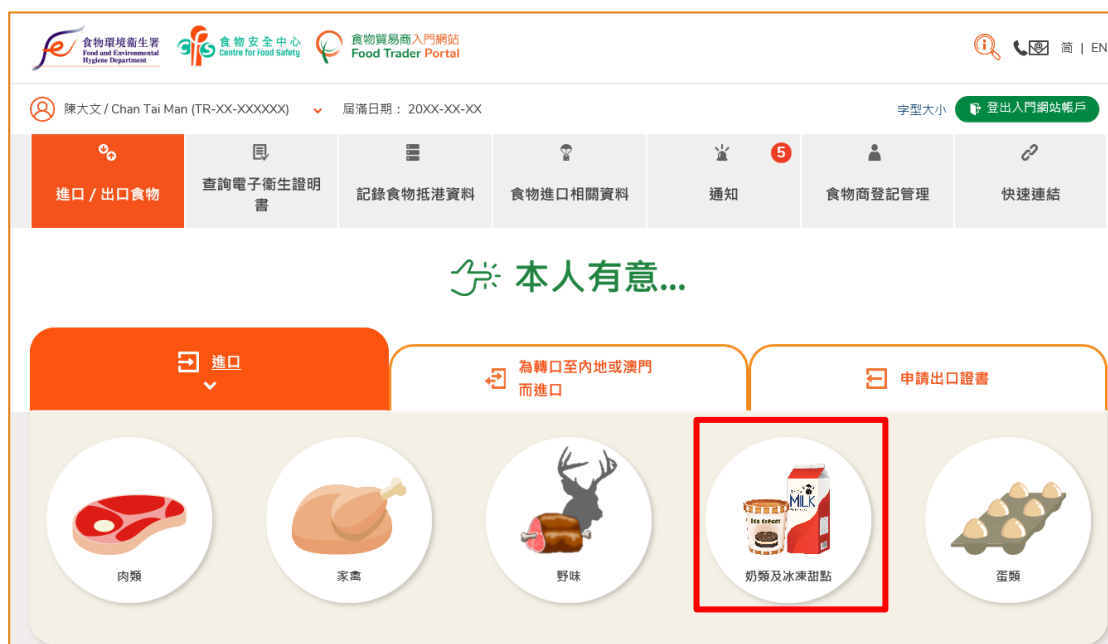 食物環境衞生署
Food and Environmental
Hygiene Department
食物安全中心
Centre for Food Safety
食物貿易商入門網站
Food Trader Portal
简 | EN
陳大文 / Chan Tai Man (TR-XX-XXXXXX)
屆滿日期： 20XX-XX-XX
字型大小
登出入門網站帳戶
進口 / 出口食物
查詢電子衞生證明
書
記錄食物抵港資料
食物進口相關資料
5
通知
食物商登記管理
快速連結
本人有意...
進口
為轉口至內地或澳門
而進口
申請出口證書
肉類
家禽
野味
Ice Cream
MILK
奶類及冰凍甜點
蛋類